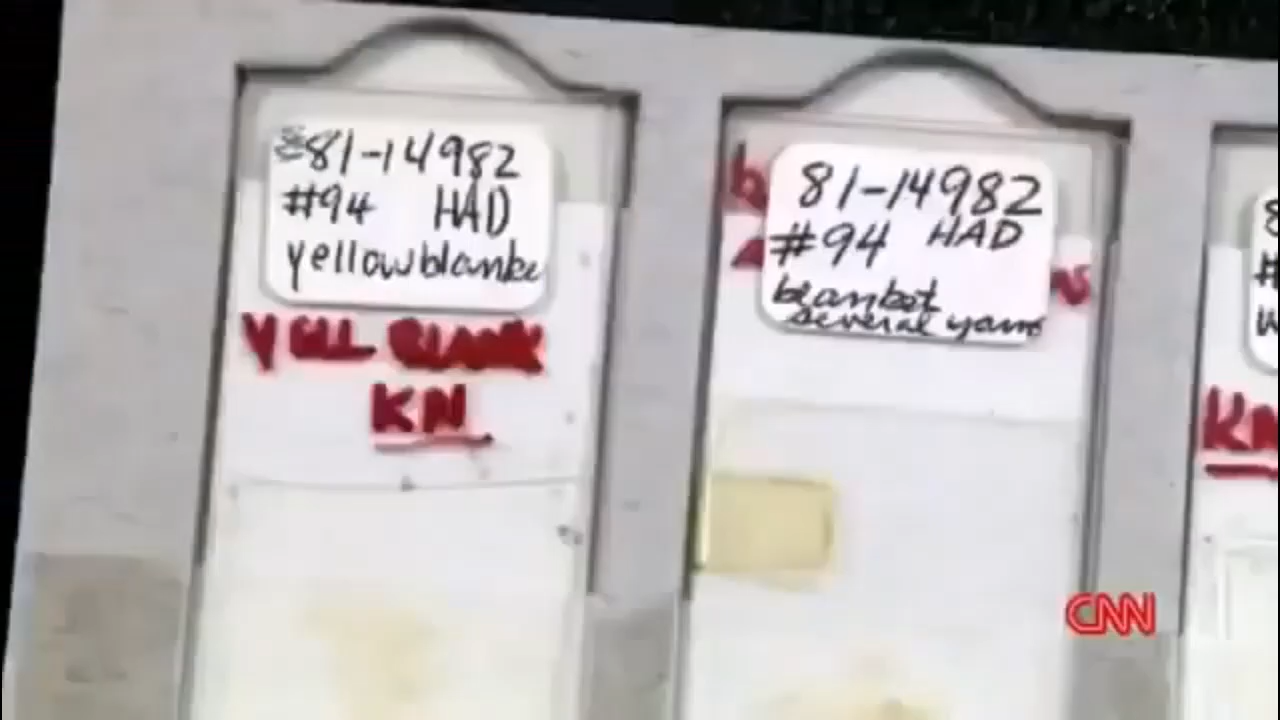 81-14982
#94 HAD
yellowblanke
YELL BLANK
KN
81-14982
#94 HAD
blanket
several yarns
KN
CNN